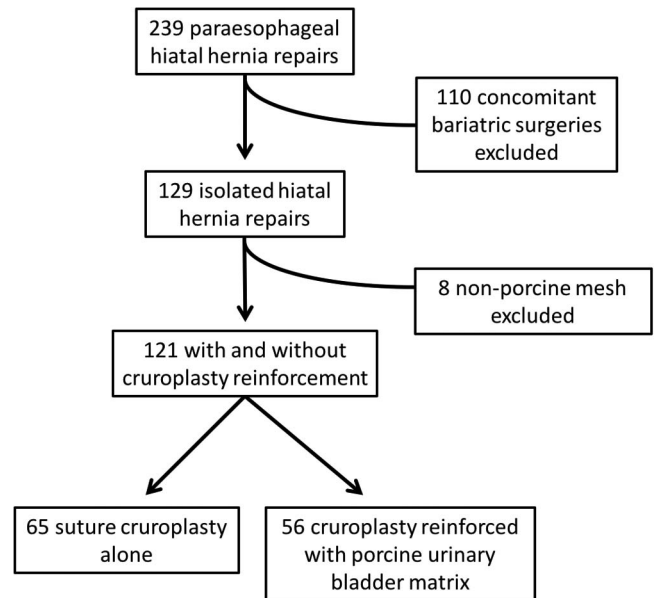 239 paraesophageal
hiatal hernia repairs
110 concomitant
bariatric surgeries
excluded
129 isolated hiatal
hernia repairs
8 non-porcine mesh
excluded
121 with and without
cruroplasty reinforcement
65 suture cruroplasty
alone
56 cruroplasty reinforced
with porcine urinary
bladder matrix